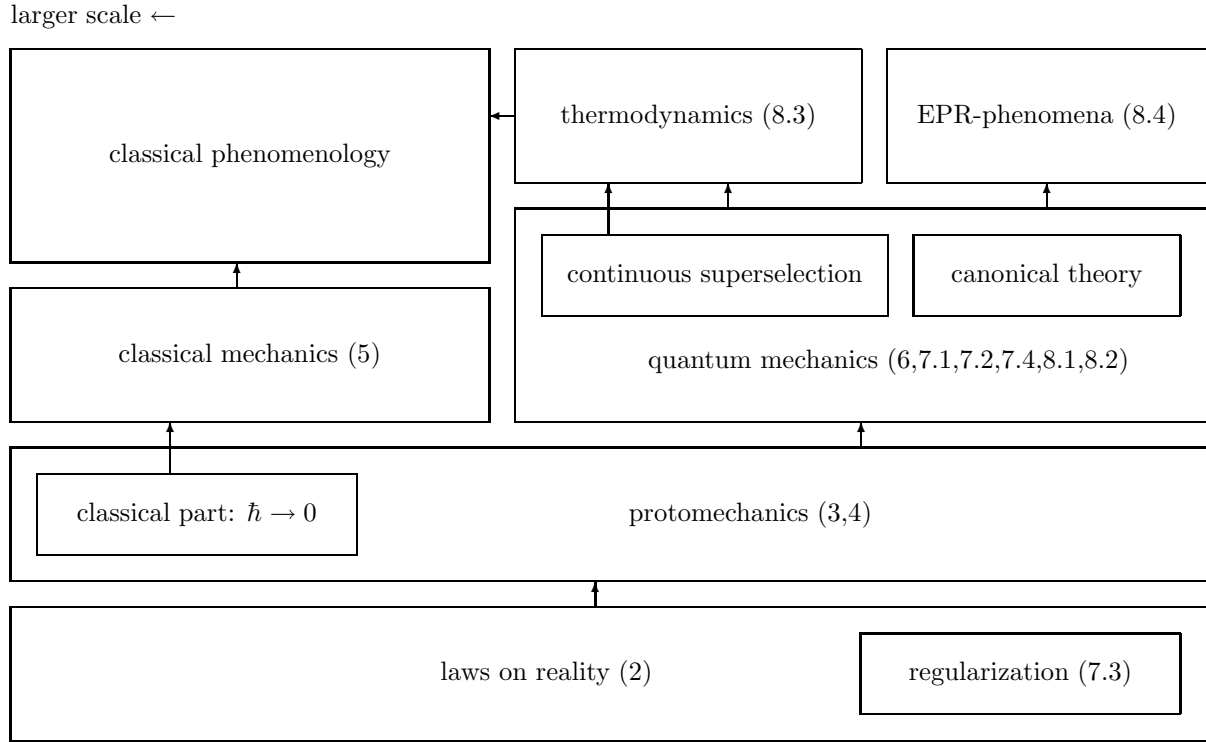 larger scale ←
thermodynamics (8.3)
EPR-phenomena (8.4)
classical phenomenology
continuous superselection
canonical theory
classical mechanics (5)
quantum mechanics (6,7.1,7.2,7.4,8.1,8.2)
classical part: ℏ → 0
protomechanics (3,4)
laws on reality (2)
regularization (7.3)